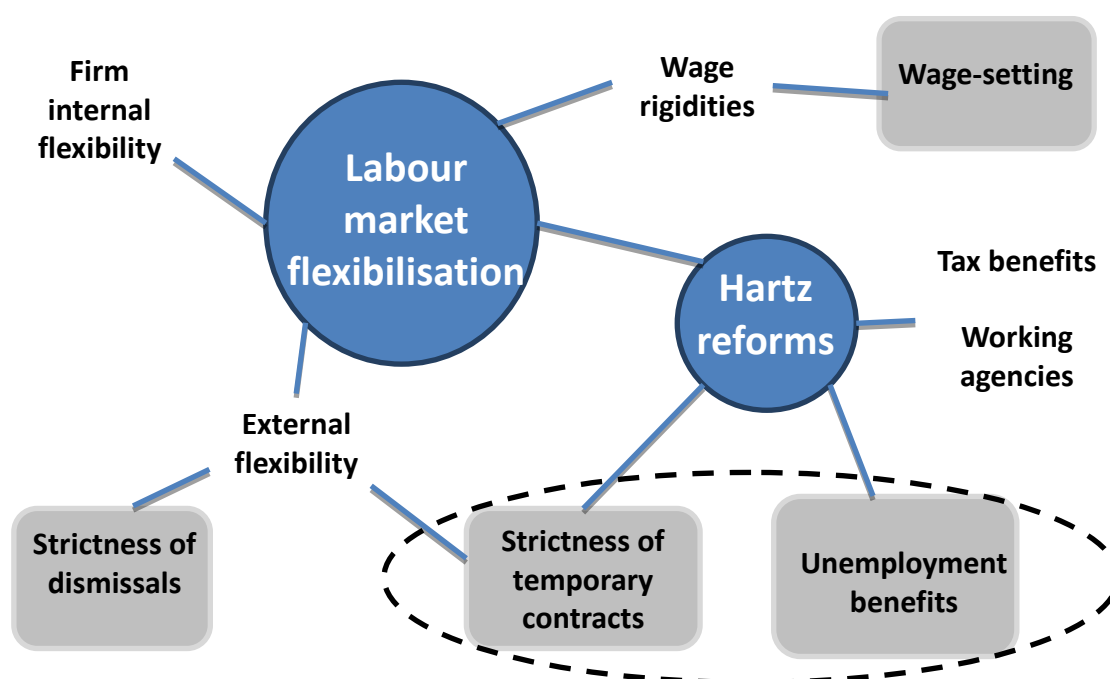 Firm
internal
flexibility
Labour
market
flexibilisation
Wage
rigidities
Wage-setting
Hartz
reforms
Tax benefits
Working
agencies
External
flexibility
Strictness of
dismissals
Strictness of
temporary
contracts
Unemployment
benefits